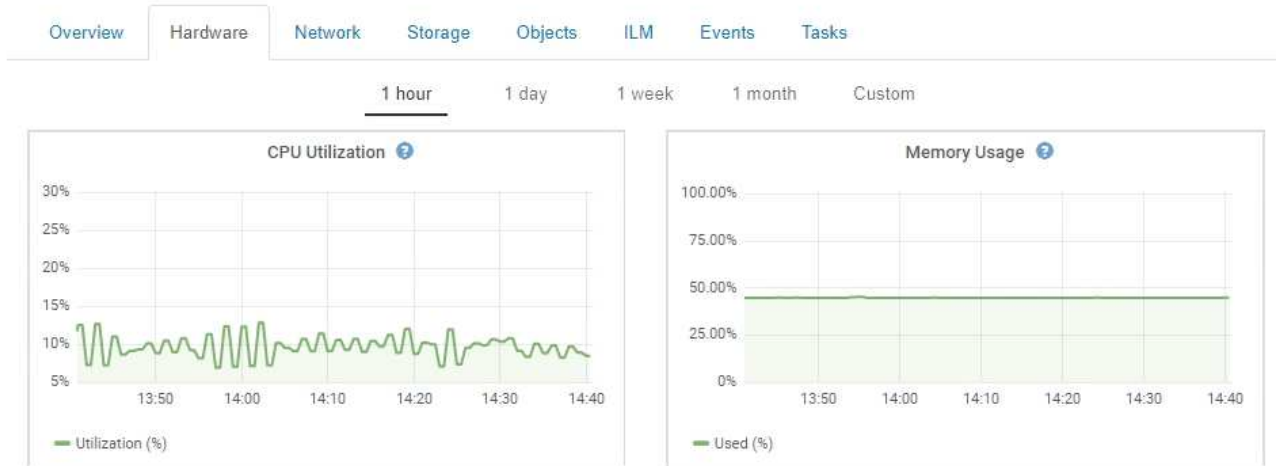 Overview Hardware Network Storage Objects ILM Events Tasks
1 hour 1 day 1 week 1 month Custom
CPU Utilization ?
30%
25%
20%
15%
10%
5%
13:50 14:00 14:10 14:20 14:30 14:40
Utilization (%)
Memory Usage ?
100.00%
75.00%
50.00%
25.00%
0%
13:50 14:00 14:10 14:20 14:30 14:40
Used (%)